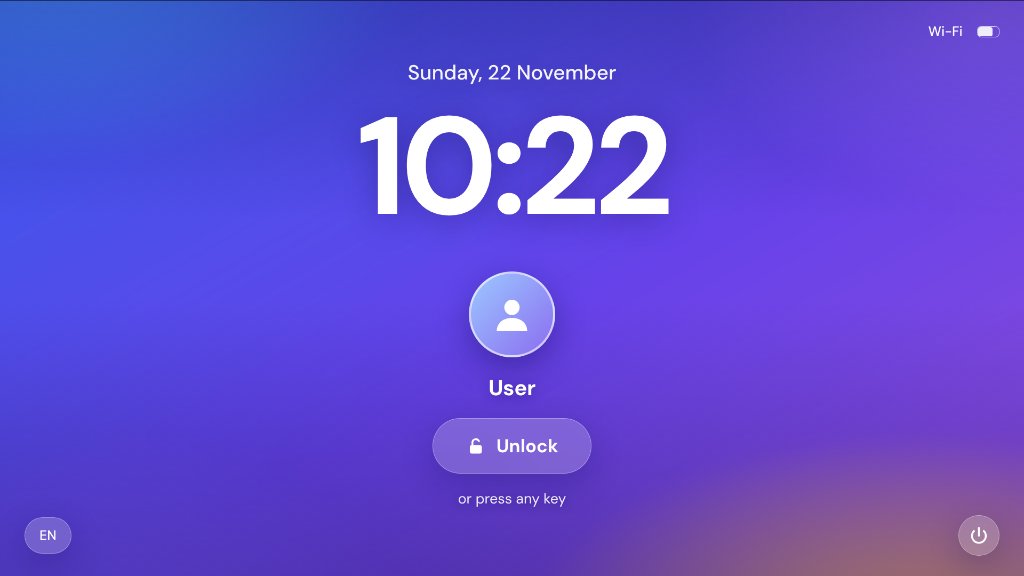 Wi-Fi
Sunday, 22 November
10:22
User
Unlock
or press any key
EN